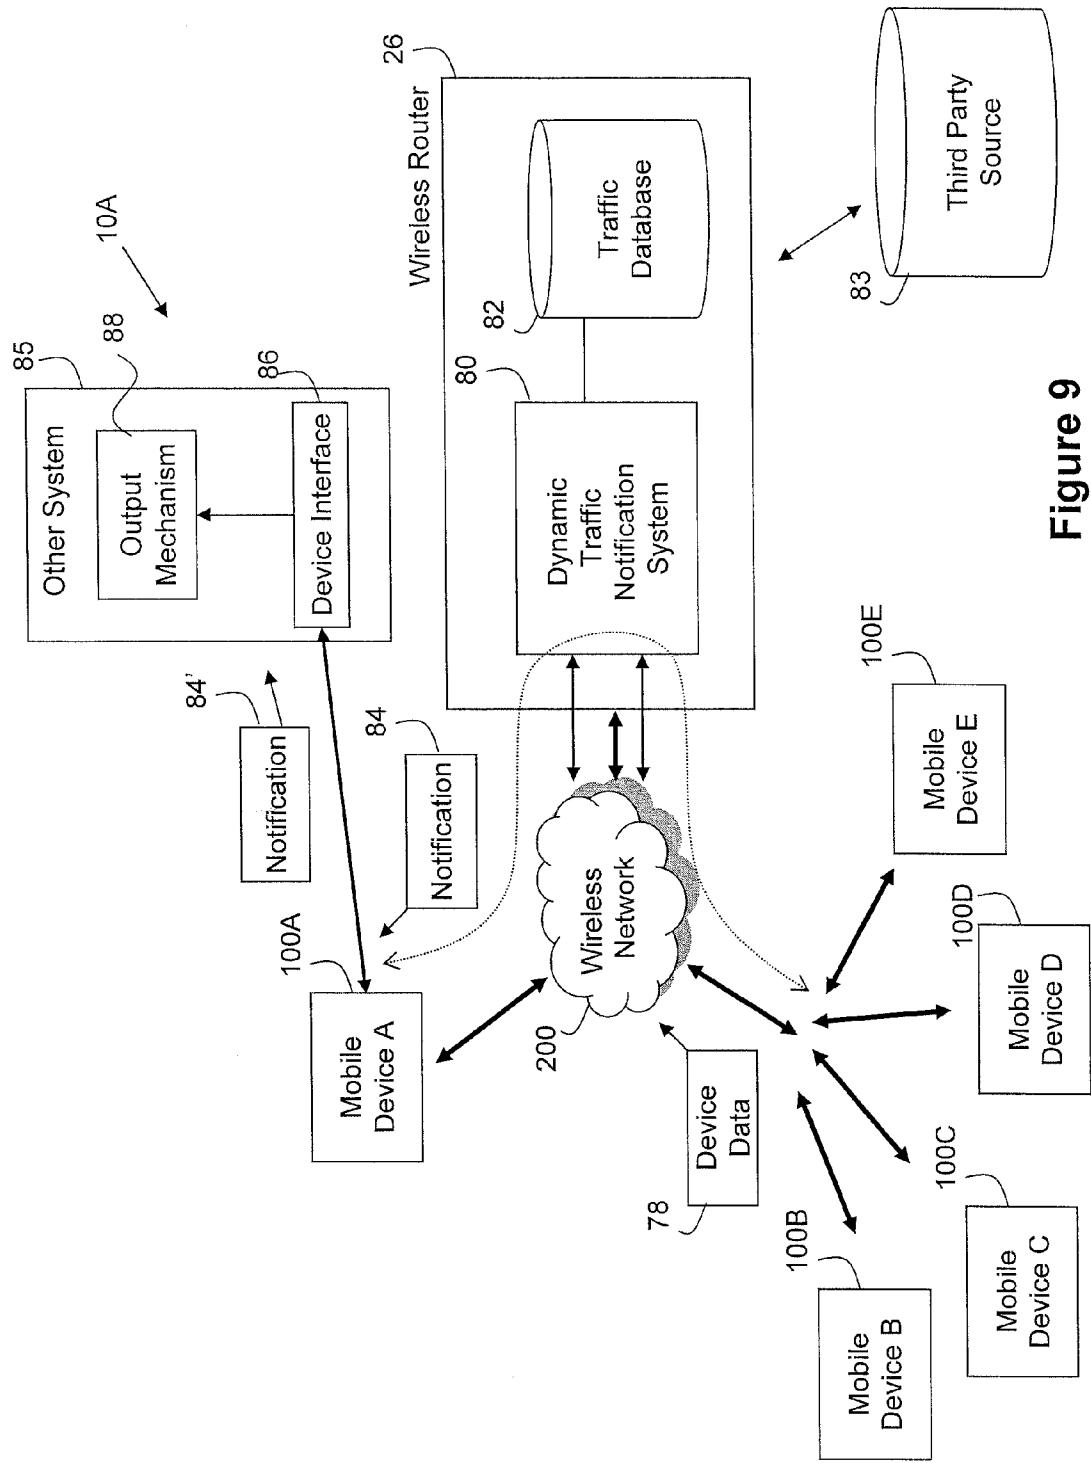 10A
85
Other System
88
Output
Mechanism
86
Device Interface
84'
Notification
84
Notification
100A
Mobile
Device A
Wireless Router
26
80
Dynamic
Traffic
Notification
System
82
Traffic
Database
83
Third Party
Source
200
Wireless
Network
78
Device
Data
100B
Mobile
Device B
100C
Mobile
Device C
100D
Mobile
Device D
100E
Mobile
Device E
Figure 9